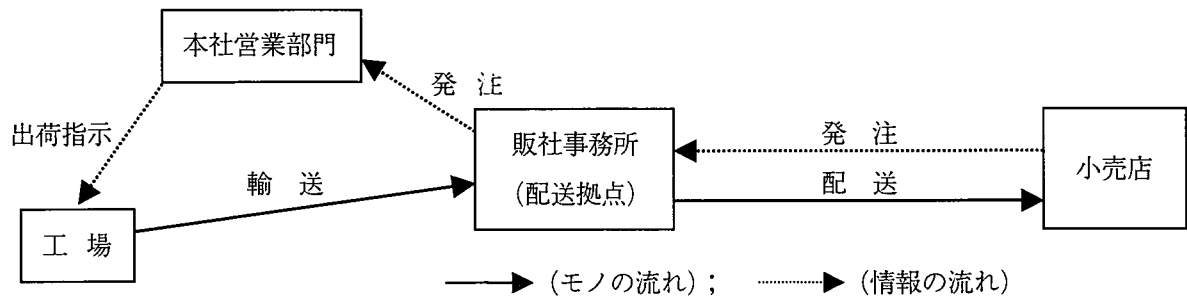 本社営業部門
発 注
出荷指示
販社事務所
(配送拠点)
発 注
小売店
輸 送
配 送
工 場
(モノの流れ) ;
(情報の流れ)